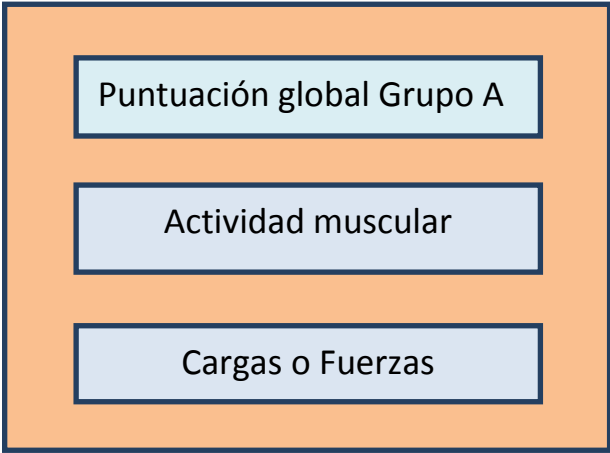 Puntuación global Grupo A
Actividad muscular
Cargas o Fuerzas